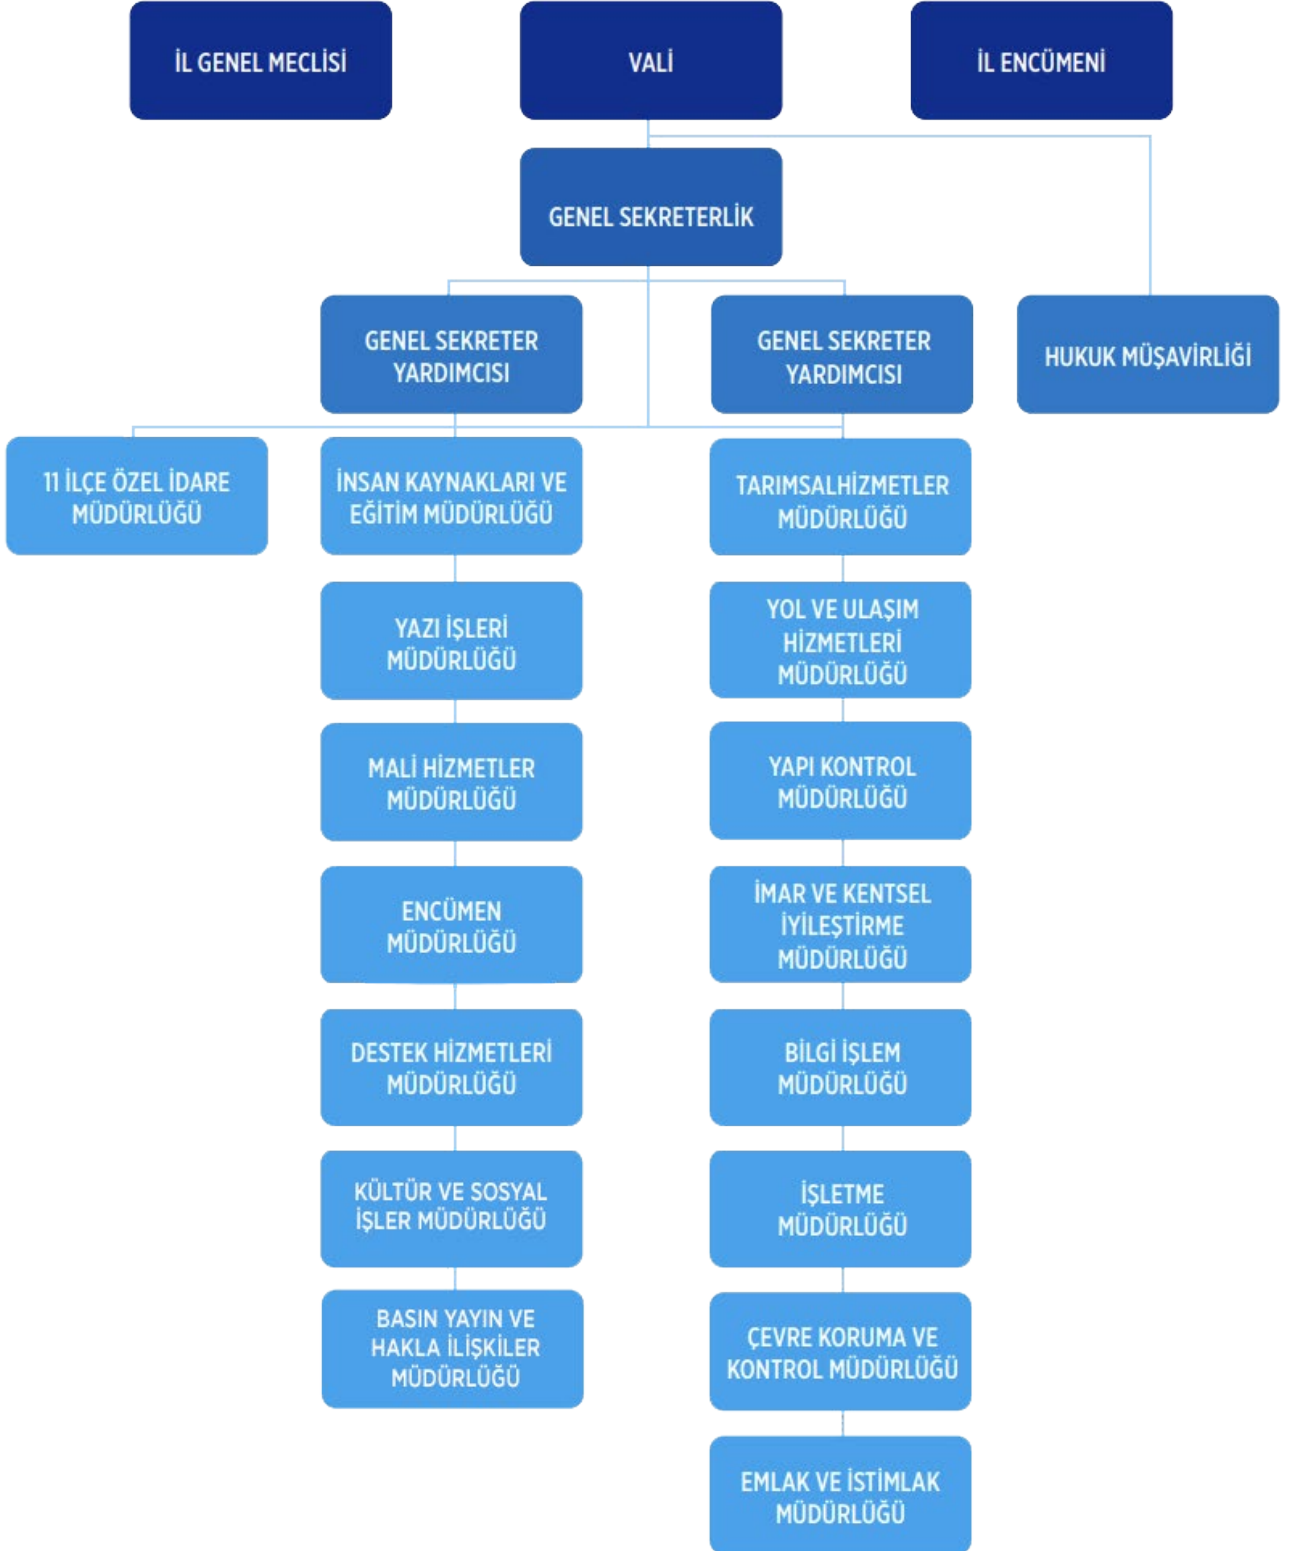 İL GENEL MECLİSİ
VALİ
İL ENCÜMENİ
GENEL SEKRETERLİK
GENEL SEKRETER
YARDIMCISI
GENEL SEKRETER
YARDIMCISI
HUKUK MÜŞAVİRLİĞİ
11 İLÇE ÖZEL İDARE
MÜDÜRLÜĞÜ
İNSAN KAYNAKLARI VE
EĞİTİM MÜDÜRLÜĞÜ
TARIMSALHİZMETLER
MÜDÜRLÜĞÜ
YAZI İŞLERİ
MÜDÜRLÜĞÜ
YOL VE ULAŞIM
HİZMETLERİ
MÜDÜRLÜĞÜ
MALİ HİZMETLER
MÜDÜRLÜĞÜ
YAPI KONTROL
MÜDÜRLÜĞÜ
ENCÜMEN
MÜDÜRLÜĞÜ
İMAR VE KENTSEL
İYİLEŞTİRME
MÜDÜRLÜĞÜ
DESTEK HİZMETLERİ
MÜDÜRLÜĞÜ
BİLGİ İŞLEM
MÜDÜRLÜĞÜ
KÜLTÜR VE SOSYAL
İŞLER MÜDÜRLÜĞÜ
İŞLETME
MÜDÜRLÜĞÜ
BASIN YAYIN VE
HAKLA İLİŞKİLER
MÜDÜRLÜĞÜ
ÇEVRE KORUMA VE
KONTROL MÜDÜRLÜĞÜ
EMLAK VE İSTİMLAK
MÜDÜRLÜĞÜ